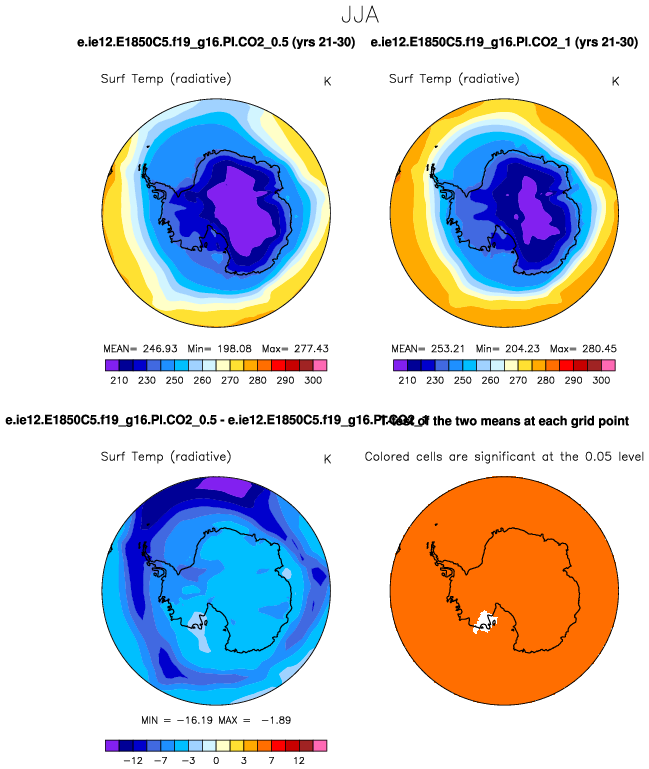 JJA
e.ie12.E1850C5.f19_g16.PI.CO2_0.5 (yrs 21-30)
e.ie12.E1850C5.f19_g16.PI.CO2_1 (yrs 21-30)
Surf Temp (radiative) K
Surf Temp (radiative) K
MEAN= 246.93 Min= 198.08 Max= 277.43
MEAN= 253.21 Min= 204.23 Max= 280.45
210 230 250 260 270 280 290 300
210 230 250 260 270 280 290 300
e.ie12.E1850C5.f19_g16.PI.CO2_0.5 - e.ie12.E1850C5.f19_g16.PI.CO2_1
T-Test of the two means at each grid point
Surf Temp (radiative) K
Colored cells are significant at the 0.05 level
MIN = -16.19 MAX = -1.89
-12 -7 -3 0 3 7 12